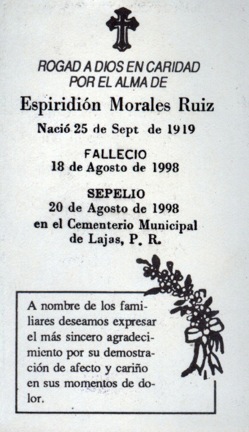 ROGAD A DIOS EN CARIDAD
POR EL ALMA DE
Espiridión Morales Ruiz
Nació 25 de Sept de 1919
FALLECIO
18 de Agosto de 1998
SEPELIO
20 de Agosto de 1998
en el Cementerio Municipal
de Lajas, P. R.
A nombre de los fami-
liares deseamos expresar
el más sincero agradeci-
miento por su demostra-
ción de afecto y cariño
en sus momentos de do-
lor.